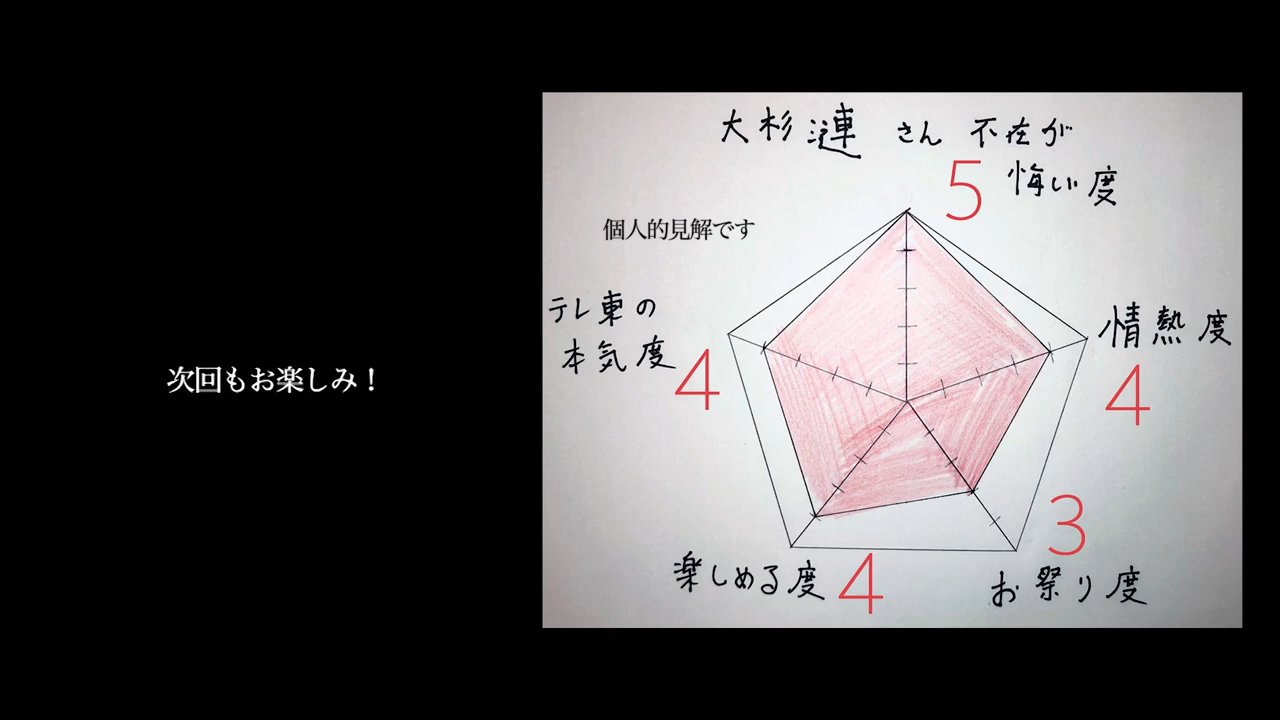 次回もお楽しみ！
大杉漣さん不在が
悔い度
5
個人的見解です
テレ東の
本気度
4
情熱度
4
3
お祭り度
楽しめる度
4